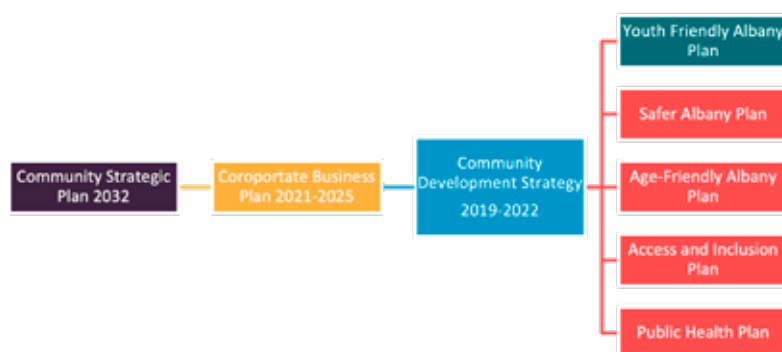 Community Strategic
Plan 2032
Coroportate Business
Plan 2021-2025
Community
Development Strategy
2019-2022
Youth Friendly Albany
Plan
Safer Albany Plan
Age-Friendly Albany
Plan
Access and Inclusion
Plan
Public Health Plan